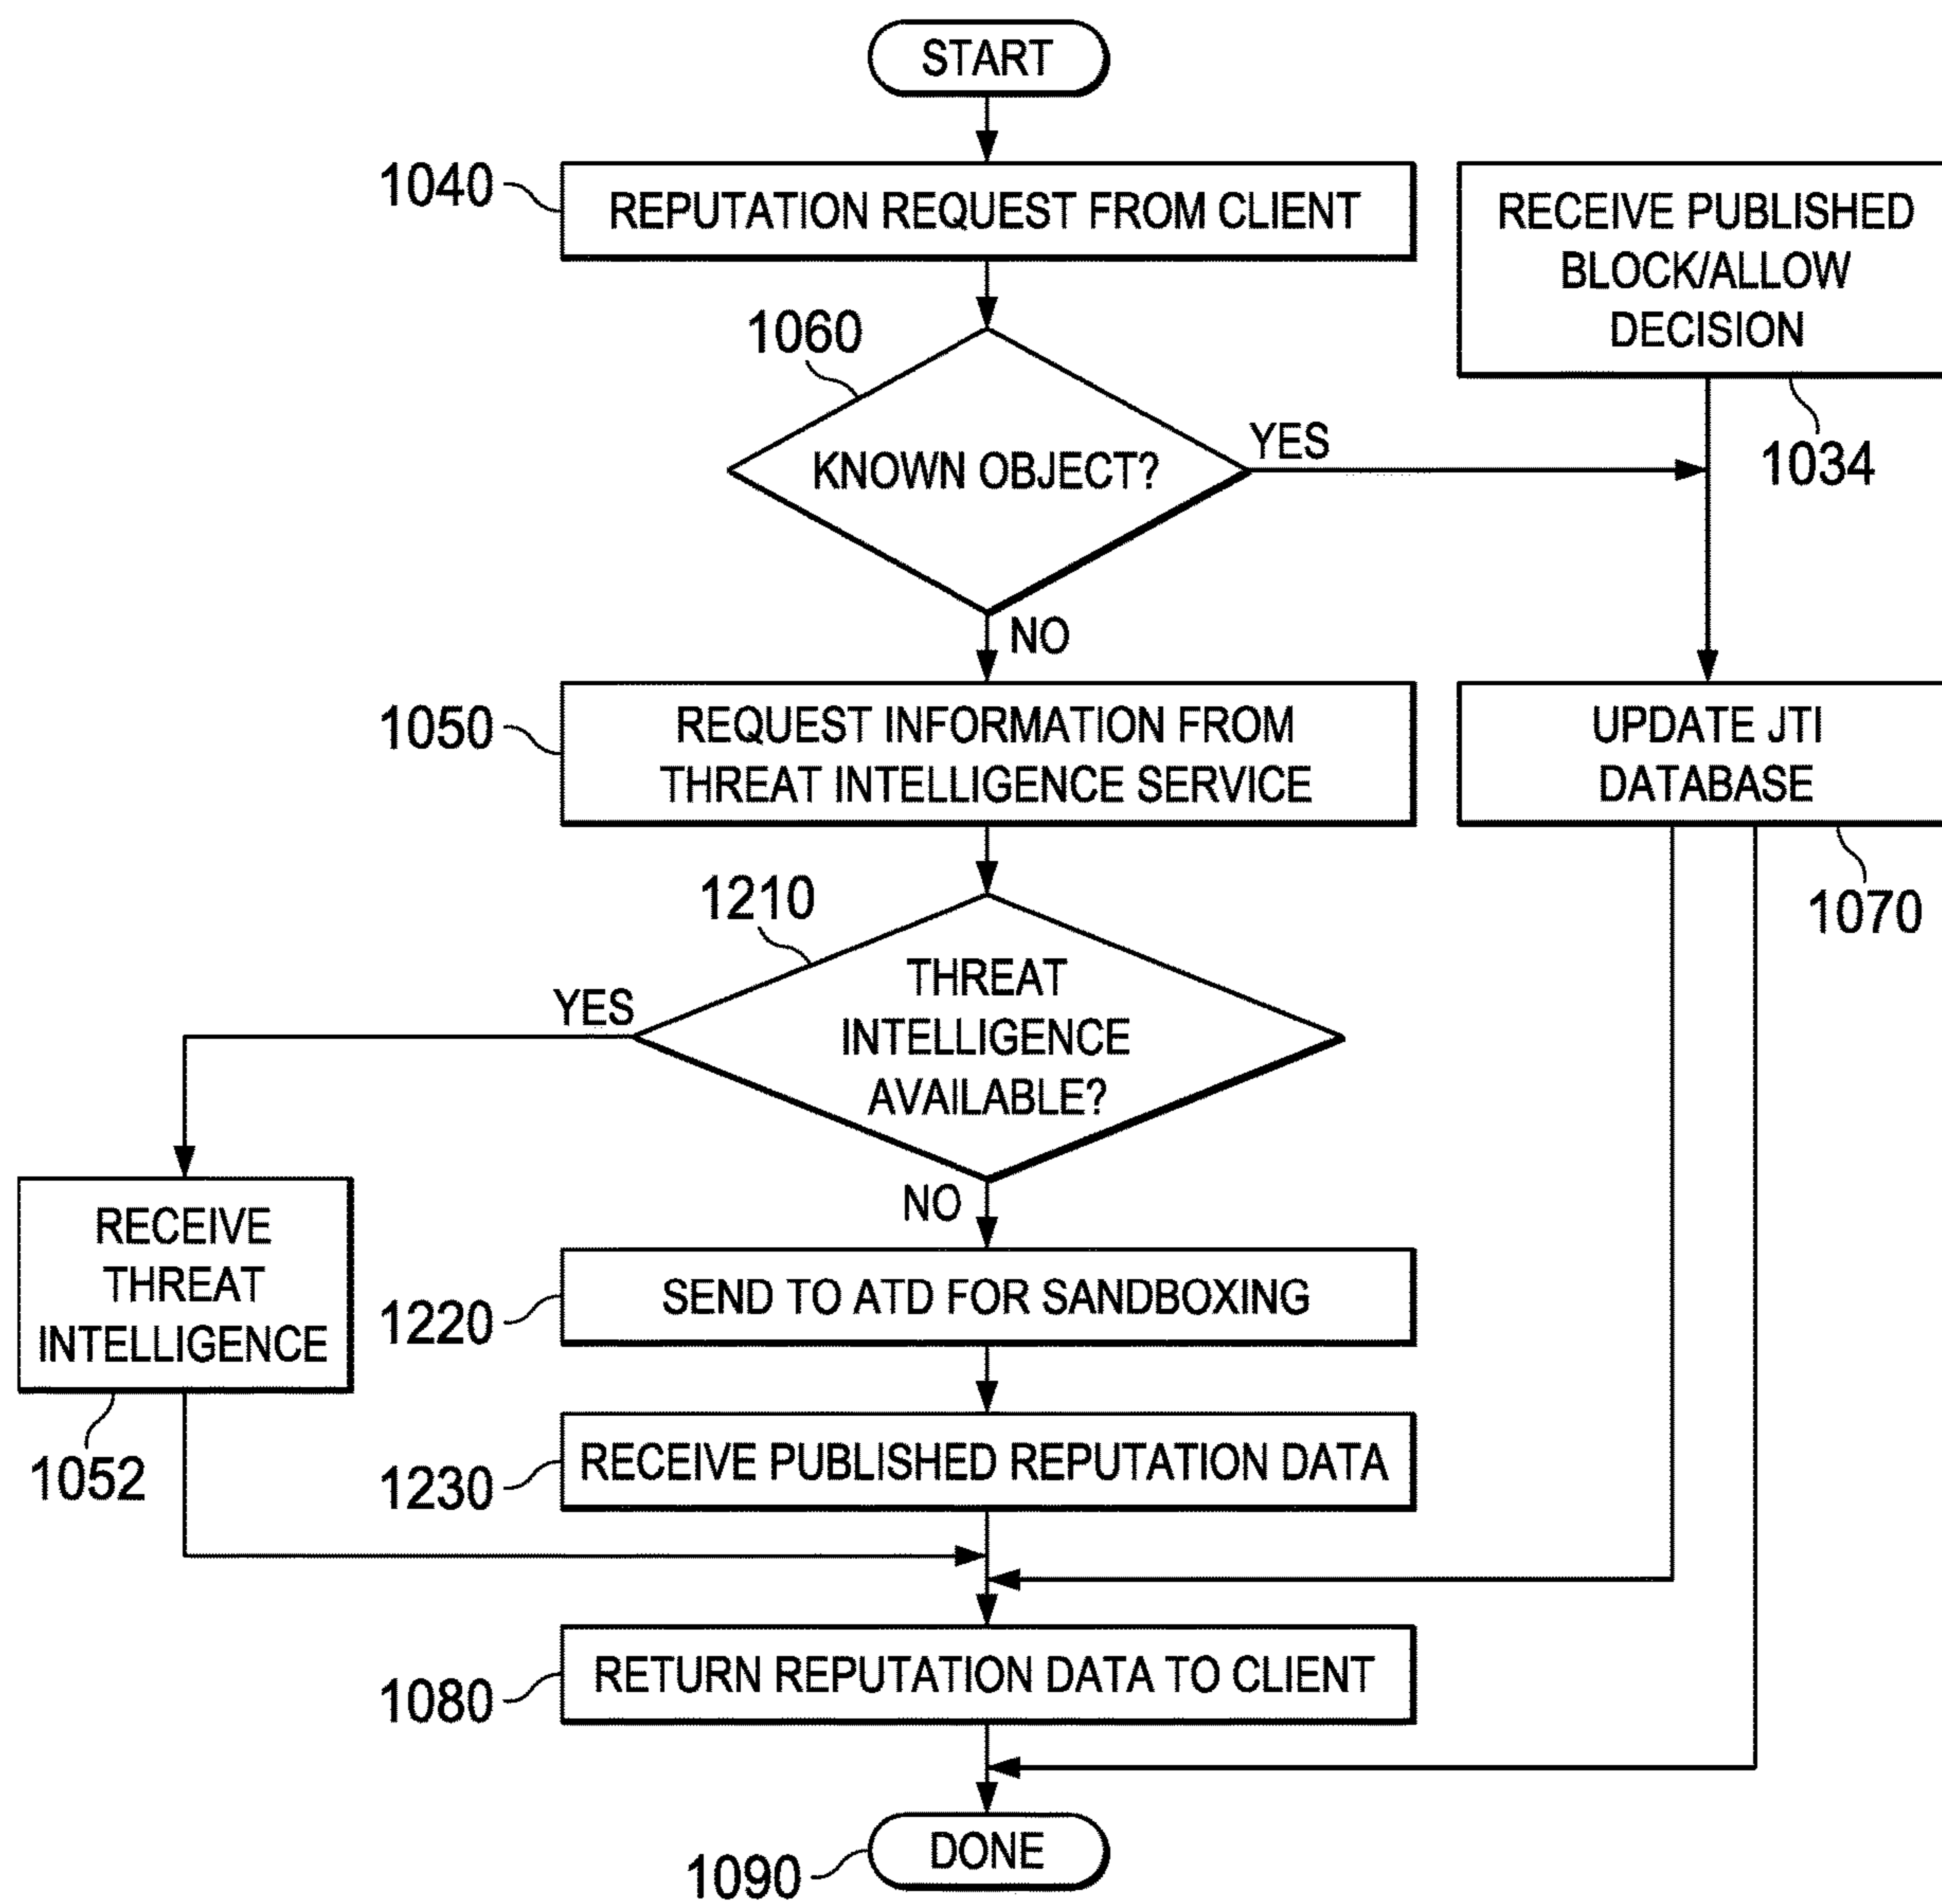 START
1040
REPUTATION REQUEST FROM CLIENT
RECEIVE PUBLISHED
BLOCK/ALLOW
DECISION
1034
1060
KNOWN OBJECT?
YES
NO
1050
REQUEST INFORMATION FROM
THREAT INTELLIGENCE SERVICE
UPDATE JTI
DATABASE
1070
1210
THREAT
INTELLIGENCE
AVAILABLE?
YES
NO
RECEIVE
THREAT
INTELLIGENCE
1052
1220
SEND TO ATD FOR SANDBOXING
1230
RECEIVE PUBLISHED REPUTATION DATA
1080
RETURN REPUTATION DATA TO CLIENT
DONE
1090